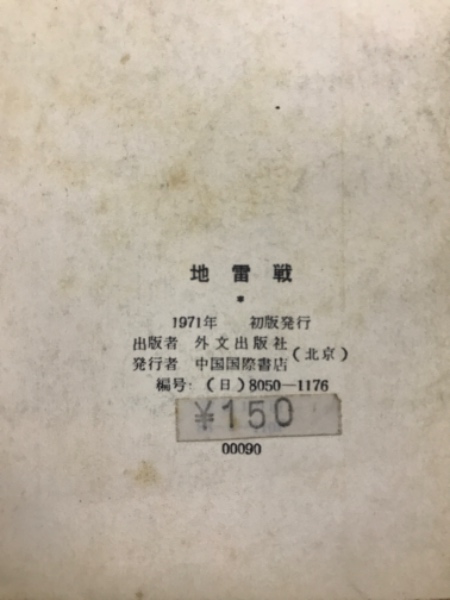 地雷戦
1971年 初版発行
出版者 外文出版社
発行者 中国国際書店
(北京)
編号:(日)8050—1176
¥150
00090